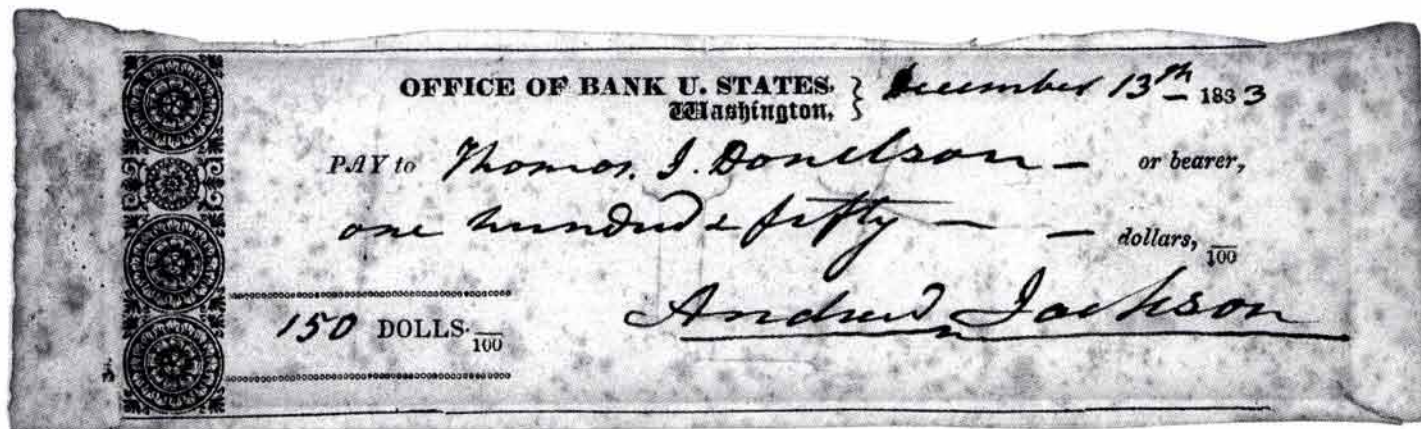 OFFICE OF BANK U. STATES. } December 13th 1833
Washington,
PAY to Thomas. J. Donelson — or bearer,
one hundred & fifty — — dollars, /100
150 DOLLS. /100
Andrew Jackson